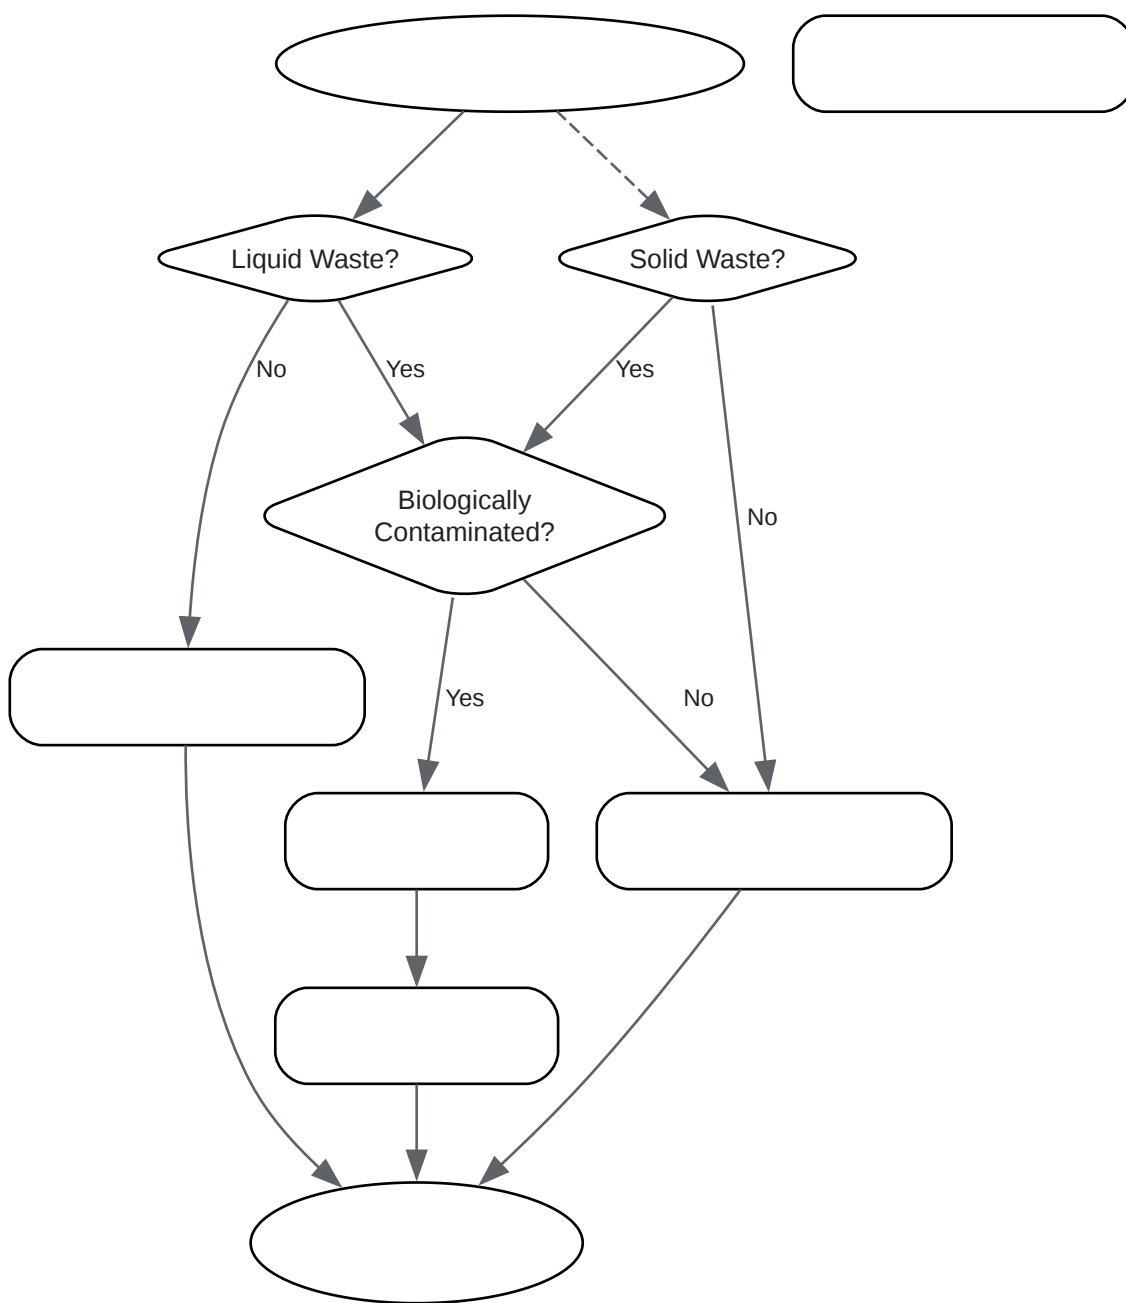 Liquid Waste?
Solid Waste?
No
Yes
Yes
Biologically
Contaminated?
No
Yes
No